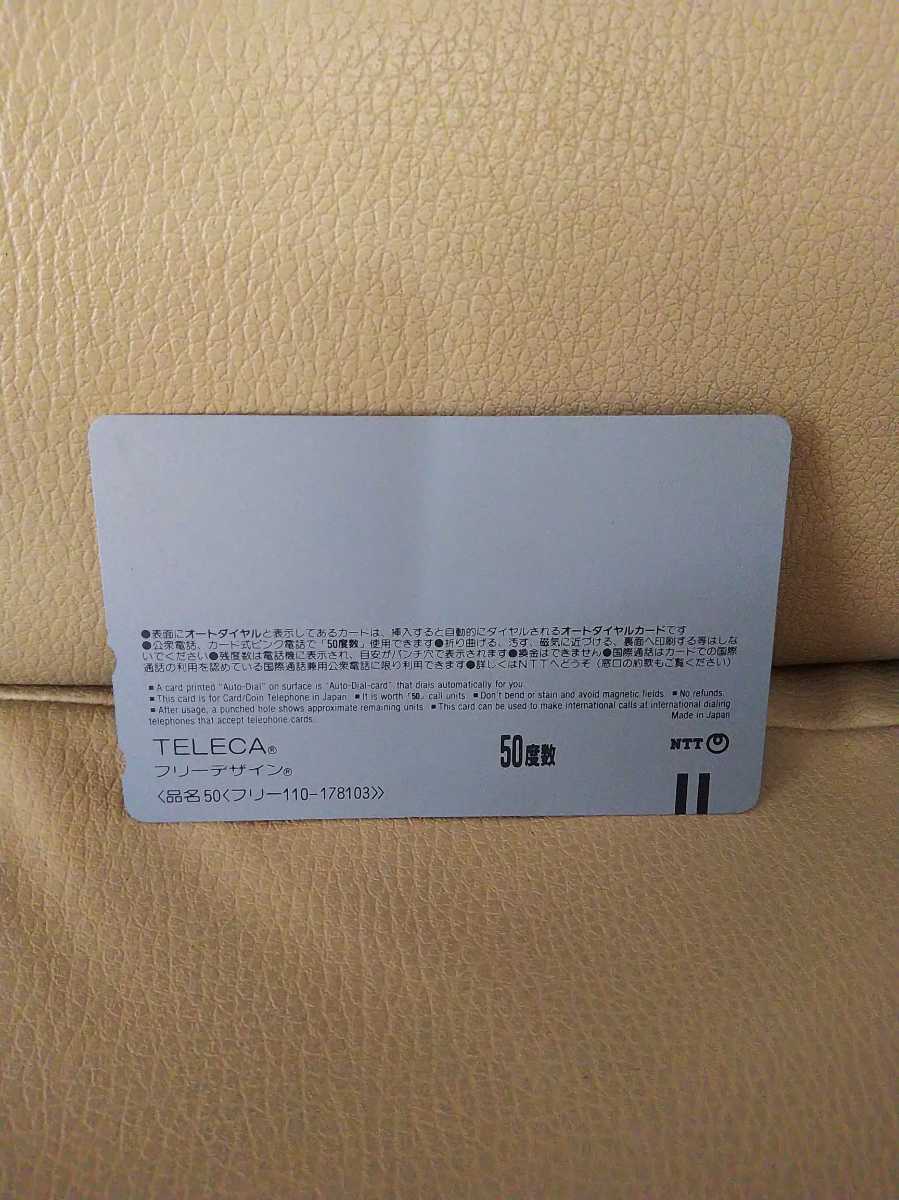 ●表面にオートダイヤルと表示してあるカードは、挿入すると自動的にダイヤルされるオートダイヤルカードです
●公衆電話、カード式ピンク電話で「50度数」使用できます●折り曲げる、汚す、磁気に近づける、裏面へ印刷する等はしな
いでください●残度数は電話機に表示され、目安がパンチ穴で表示されます●換金はできません●国際通話はカードでの国際
通話の利用を認めている国際通話兼用公衆電話に限り利用できます●詳しくはNTTへどうぞ（窓口の約款もご覧ください）
■ A card printed "Auto-Dial" on surface is "Auto-Dial-card" that dials automatically for you.
■ This card is for Card/Coin Telephone in Japan. ■ It is worth "50" call units. ■ Don't bend or stain and avoid magnetic fields. ■ No refunds.
■ After usage, a punched hole shows approximate remaining units. ■ This card can be used to make international calls at international dialing
telephones that accept telephone cards.
Made in Japan
TELECA®
50度数
NTT
フリーデザイン®
〈品名50〈フリー110-178103〉〉